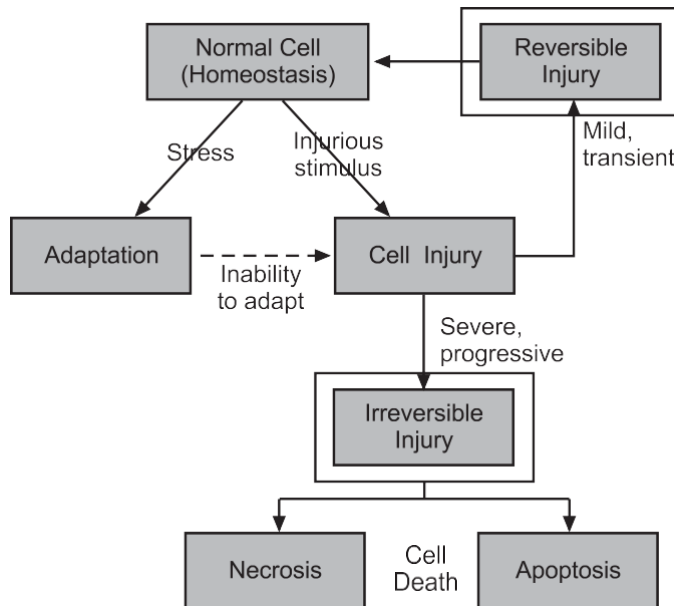 Normal Cell
(Homeostasis)
Reversible
Injury
Stress
Injurious
stimulus
Mild,
transient
Adaptation
Inability
to adapt
Cell Injury
Severe,
progressive
Irreversible
Injury
Necrosis
Cell
Death
Apoptosis